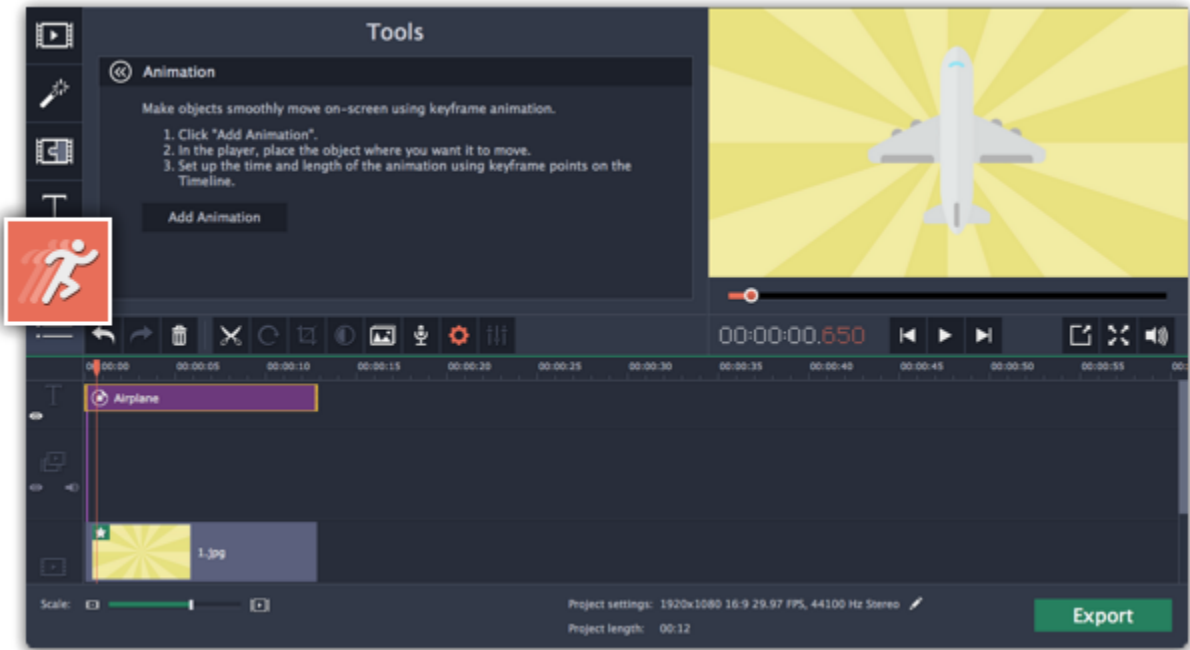 Tools
Animation
Make objects smoothly move on-screen using keyframe animation.
1. Click "Add Animation".
2. In the player, place the object where you want it to move.
3. Set up the time and length of the animation using keyframe points on the
Timeline.
Add Animation
T
00:00:00.650
00:00:05 00:00:10 00:00:15 00:00:20 00:00:25 00:00:30 00:00:35 00:00:40 00:00:45 00:00:50 00:00:55
T
Airplane
1.jpg
Scale:
Project settings: 1920x1080 16:9 29.97 FPS, 44100 Hz Stereo
Export
Project length: 00:12